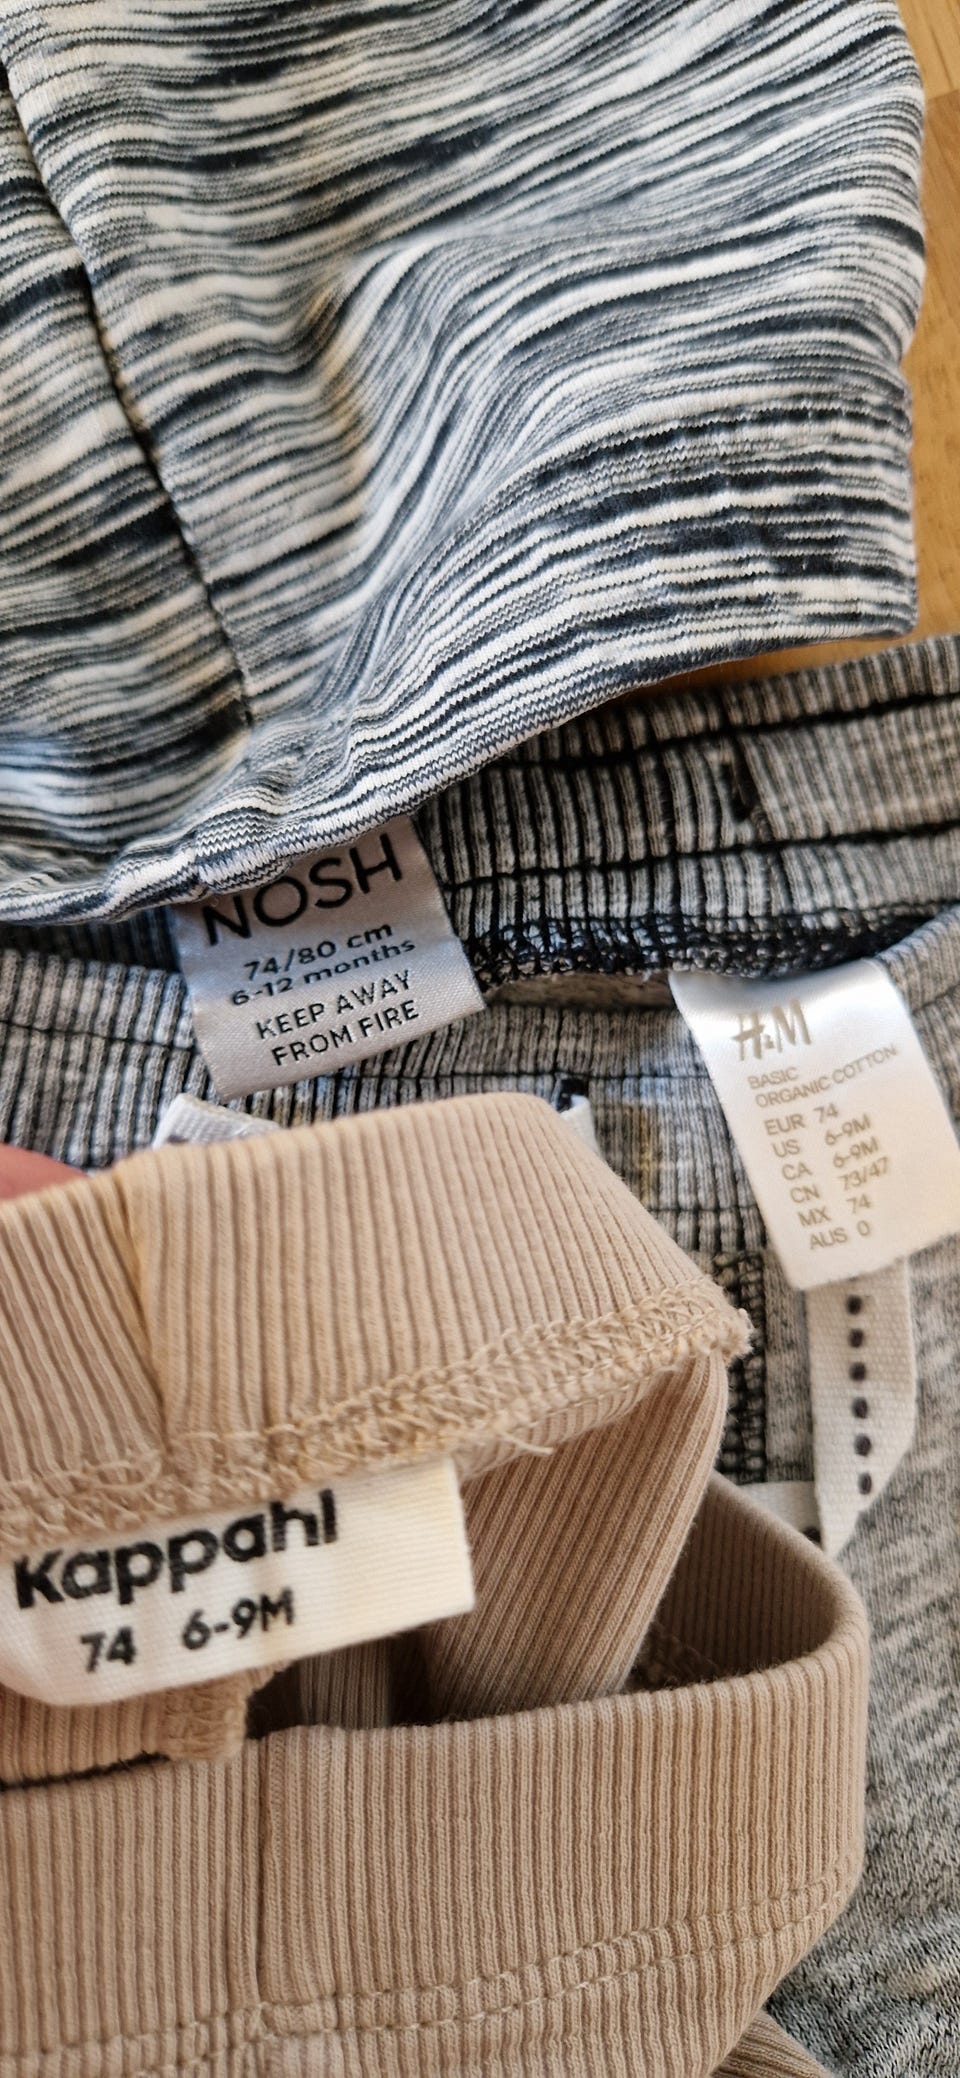 NOSH
74/80 cm
6-12 months
KEEP AWAY
FROM FIRE
H&M
BASIC
ORGANIC COTTON
EUR 74
US 6-9M
CA 6-9M
CN 73/47
MX 74
AUS 0
Kappahl
74 6-9M